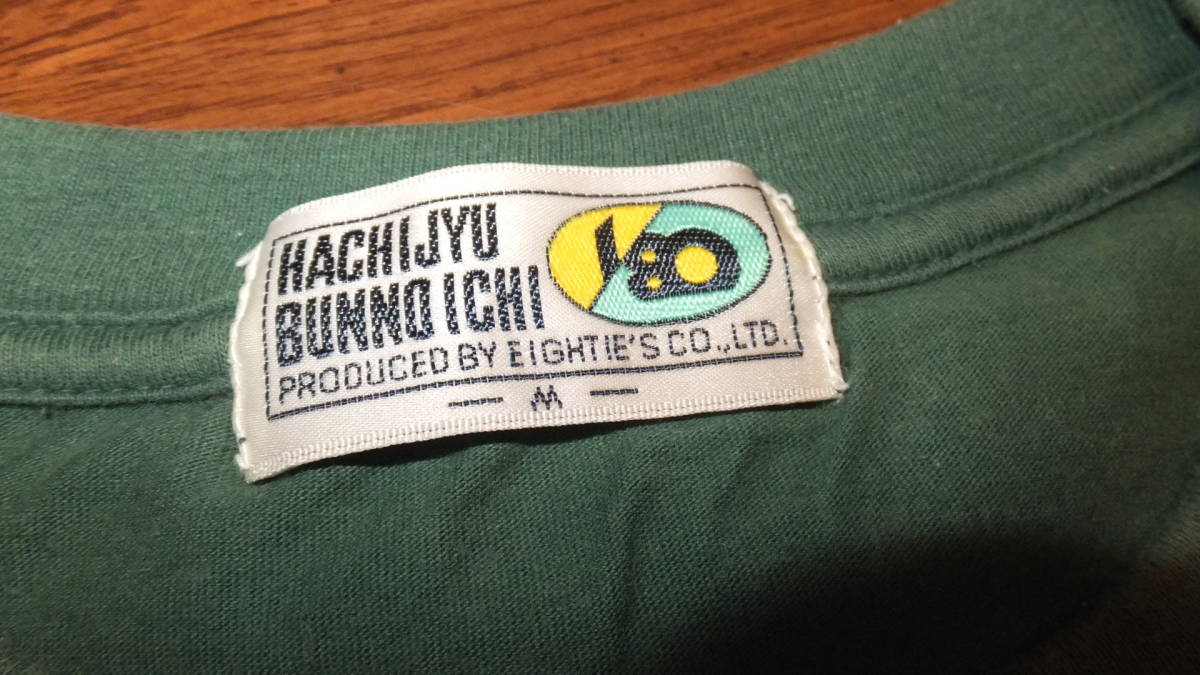 HACHIJYU
BUNNO ICHI
1/80
PRODUCED BY EIGHTIE'S CO.,LTD.
— M —